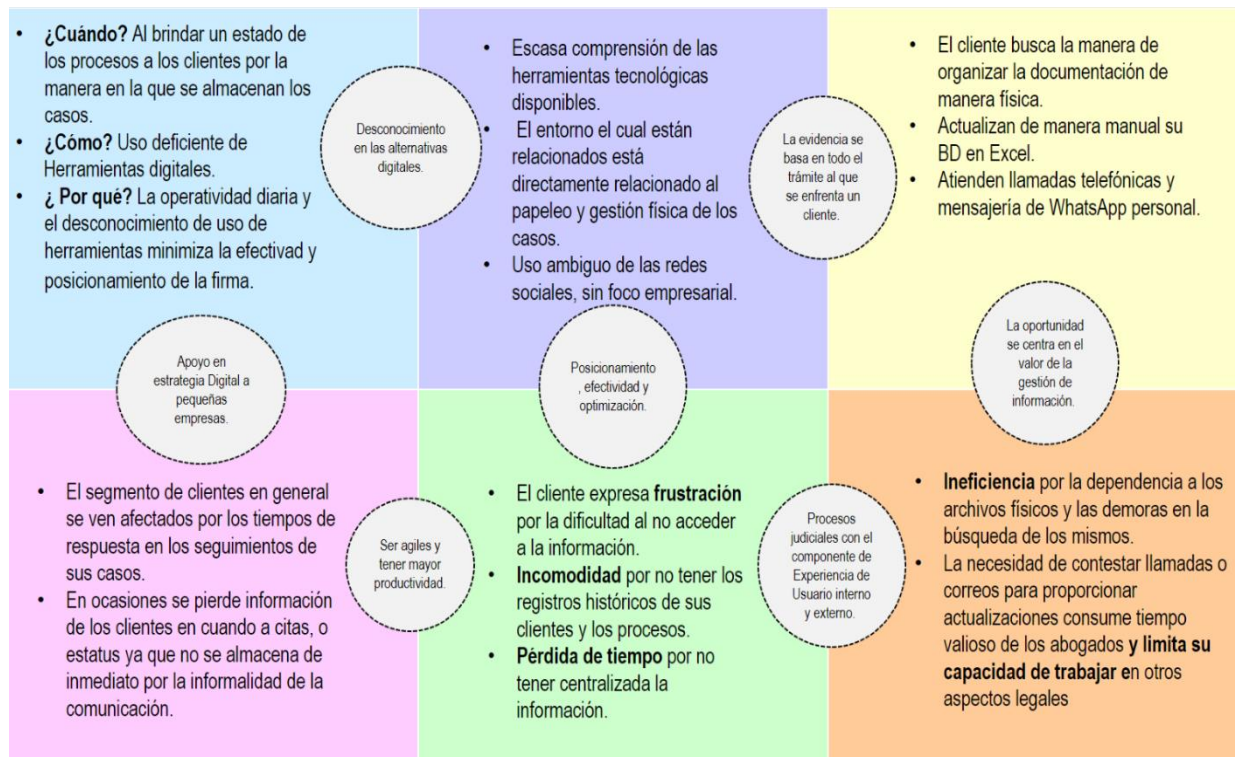 • ¿Cuándo? Al brindar un estado de
los procesos a los clientes por la
manera en la que se almacenan los
casos.
• ¿Cómo? Uso deficiente de
Herramientas digitales.
• ¿ Por qué? La operatividad diaria y
el desconocimiento de uso de
herramientas minimiza la efectivad y
posicionamiento de la firma.
Desconocimiento
en las alternativas
digitales.
• Escasa comprensión de las
herramientas tecnológicas
disponibles.
• El entorno el cual están
relacionados está
directamente relacionado al
papeleo y gestión física de los
casos.
• Uso ambiguo de las redes
sociales, sin foco empresarial.
La evidencia se
basa en todo el
trámite al que
se enfrenta un
cliente.
• El cliente busca la manera de
organizar la documentación de
manera física.
• Actualizan de manera manual su
BD en Excel.
• Atienden llamadas telefónicas y
mensajería de WhatsApp personal.
Apoyo en
estrategia Digital a
pequeñas
empresas.
Posicionamiento
, efectividad y
optimización.
La oportunidad
se centra en el
valor de la
gestión de
información.
• El segmento de clientes en general
se ven afectados por los tiempos de
respuesta en los seguimientos de
sus casos.
• En ocasiones se pierde información
de los clientes en cuando a citas, o
estatus ya que no se almacena de
inmediato por la informalidad de la
comunicación.
Ser agiles y
tener mayor
productividad.
• El cliente expresa frustración
por la dificultad al no acceder
a la información.
• Incomodidad por no tener los
registros históricos de sus
clientes y los procesos.
• Pérdida de tiempo por no
tener centralizada la
información.
Procesos
judiciales con el
componente de
Experiencia de
Usuario interno
y externo.
• Ineficiencia por la dependencia a los
archivos físicos y las demoras en la
búsqueda de los mismos.
• La necesidad de contestar llamadas o
correos para proporcionar
actualizaciones consume tiempo
valioso de los abogados y limita su
capacidad de trabajar en otros
aspectos legales